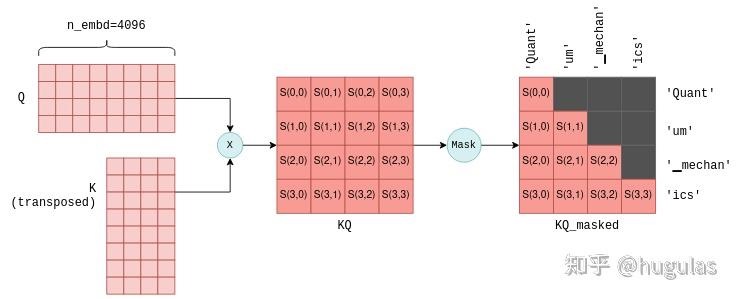 n_embd=4096
Q
K
(transposed)
X
S(0,0) S(0,1) S(0,2) S(0,3)
S(1,0) S(1,1) S(1,2) S(1,3)
S(2,0) S(2,1) S(2,2) S(2,3)
S(3,0) S(3,1) S(3,2) S(3,3)
KQ
Mask
'Quant'
'um'
'_mechan'
'ics'
S(0,0) 'Quant'
S(1,0) S(1,1) 'um'
S(2,0) S(2,1) S(2,2) '_mechan'
S(3,0) S(3,1) S(3,2) S(3,3) 'ics'
KQ_masked
知乎 @hugulas